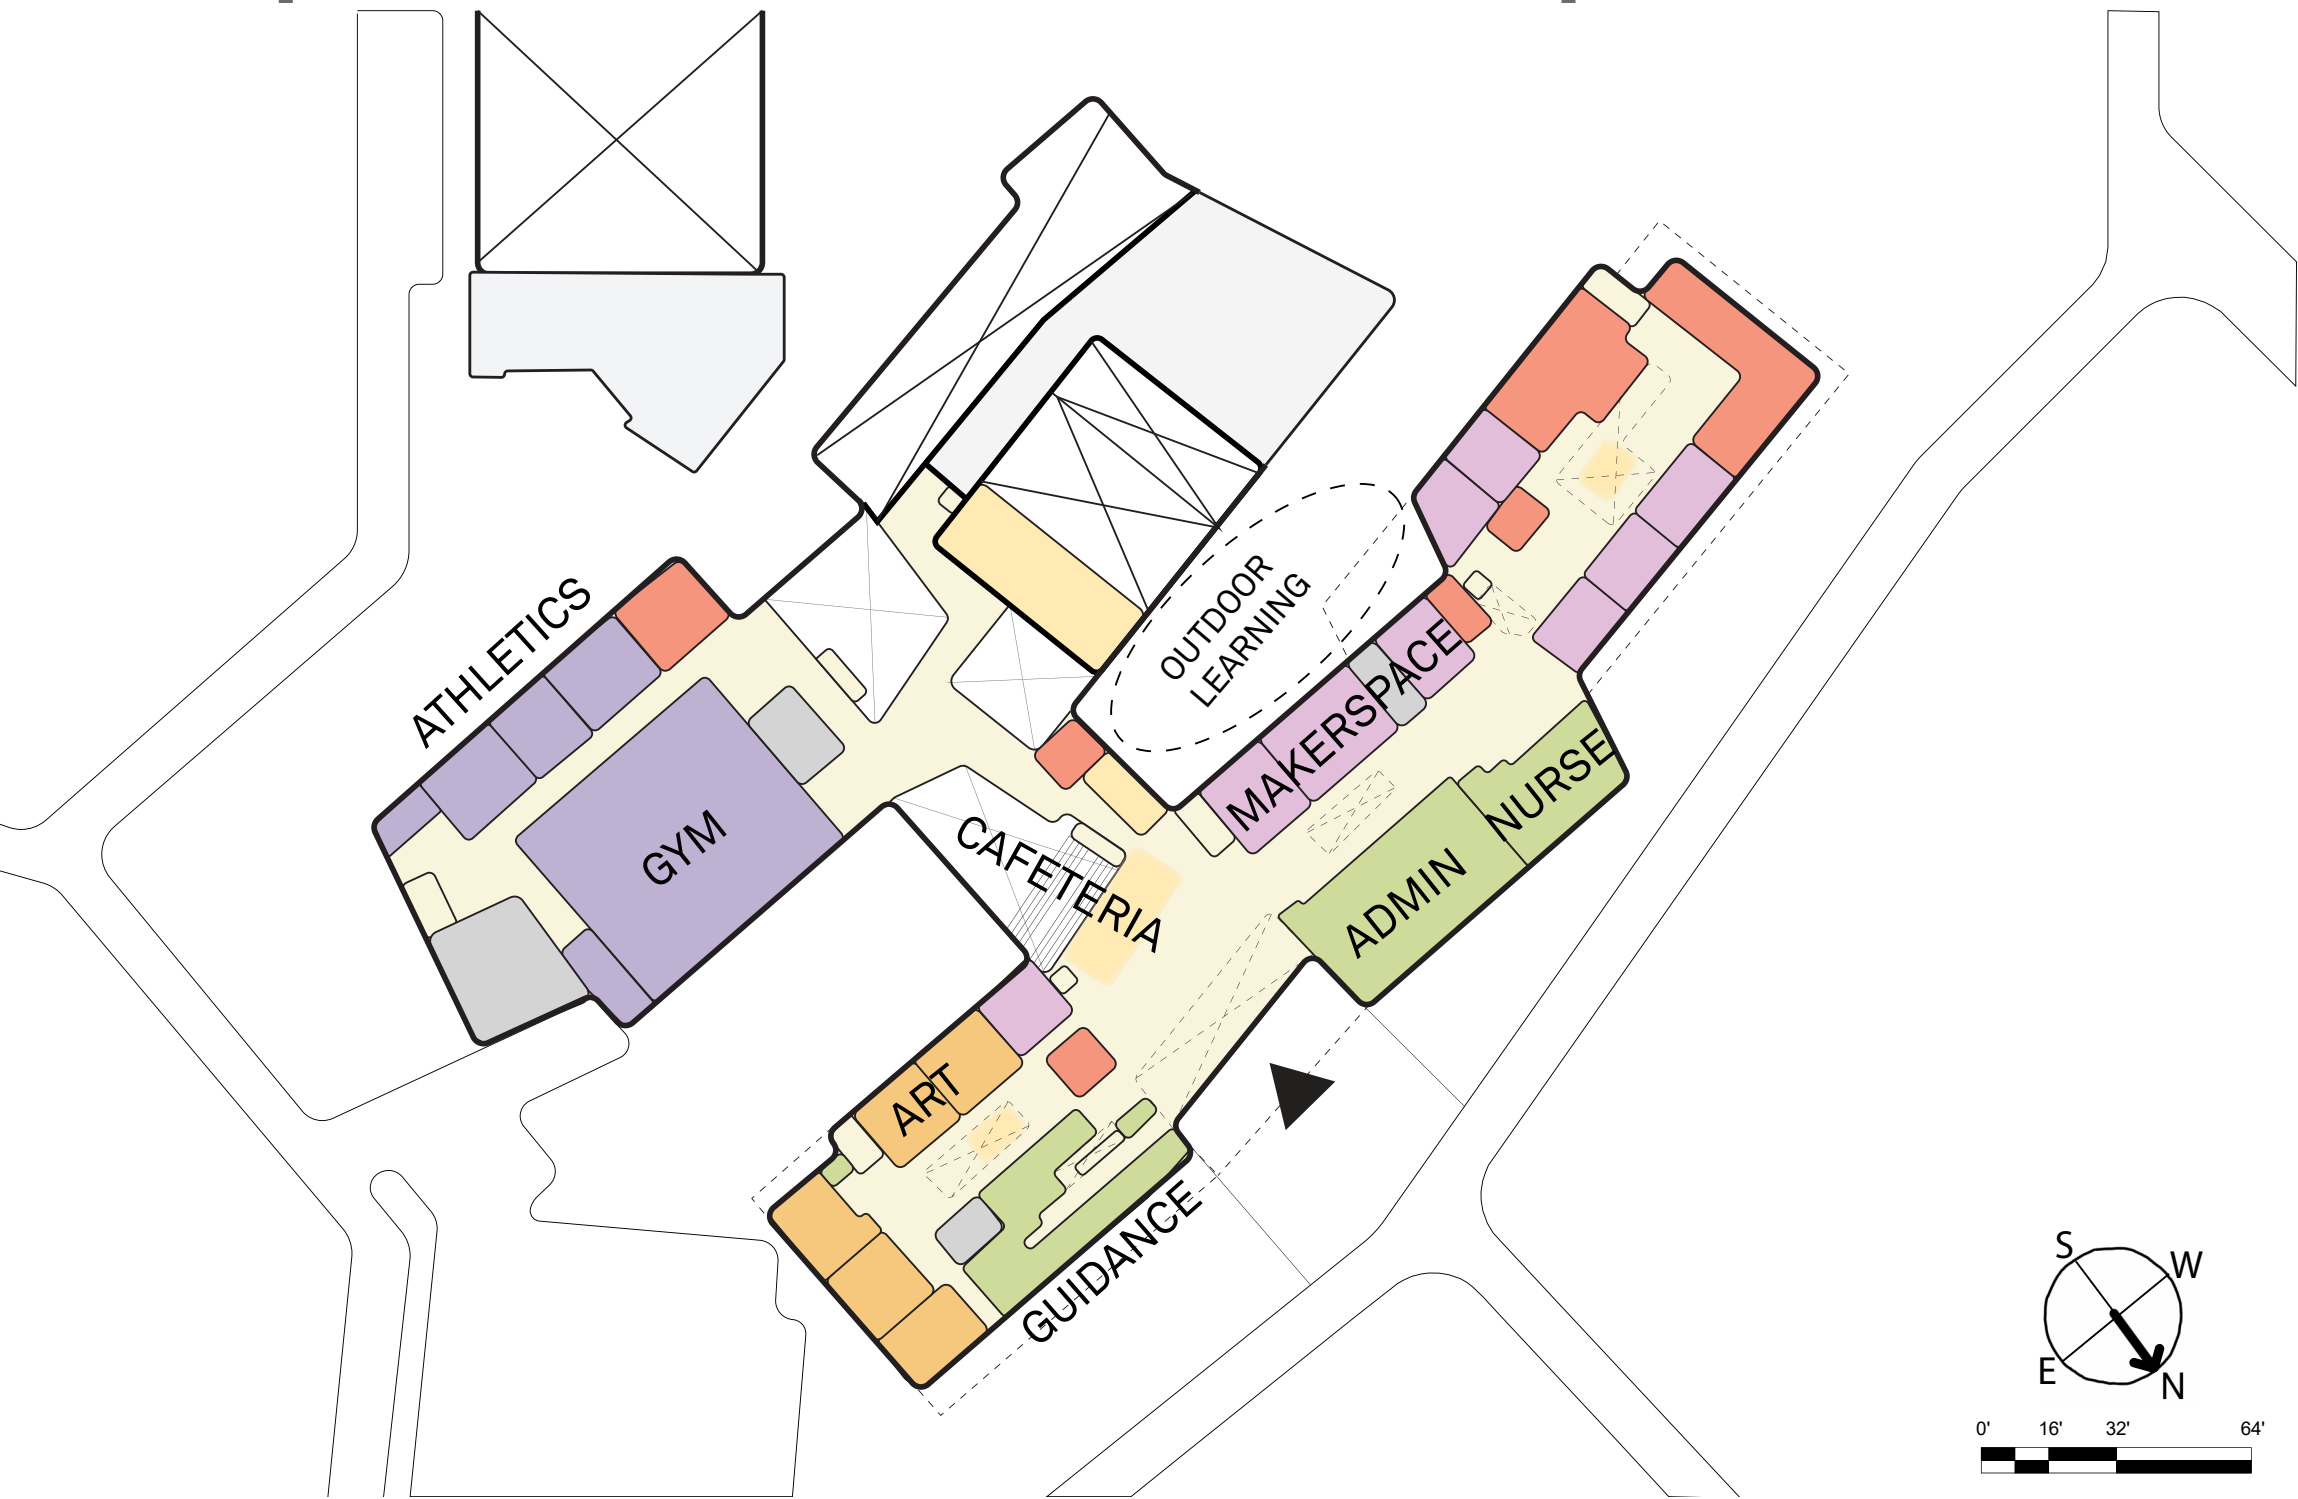 ATHLETICS
GYM
OUTDOOR
LEARNING
MAKERSPACE
NURSE
CAFETERIA
ADMIN
ART
GUIDANCE
S
W
E
N
0' 16' 32' 64'